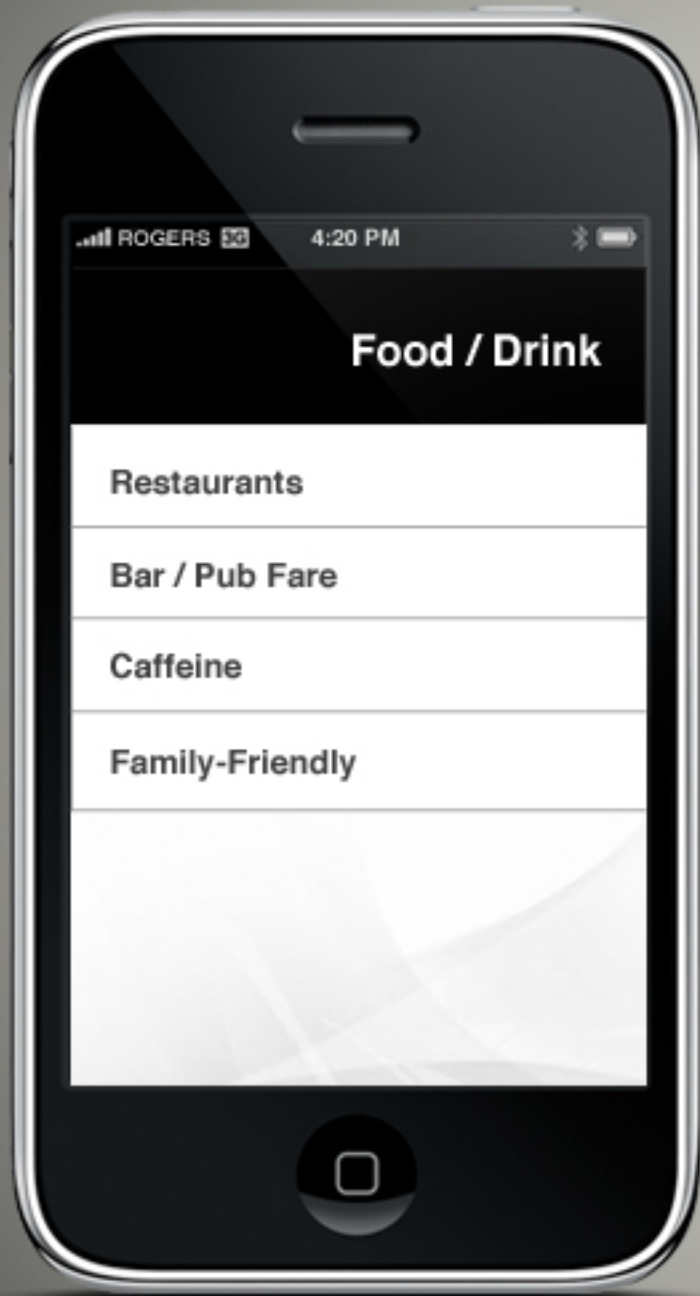 ROGERS 3G 4:20 PM
Food / Drink
Restaurants
Bar / Pub Fare
Caffeine
Family-Friendly